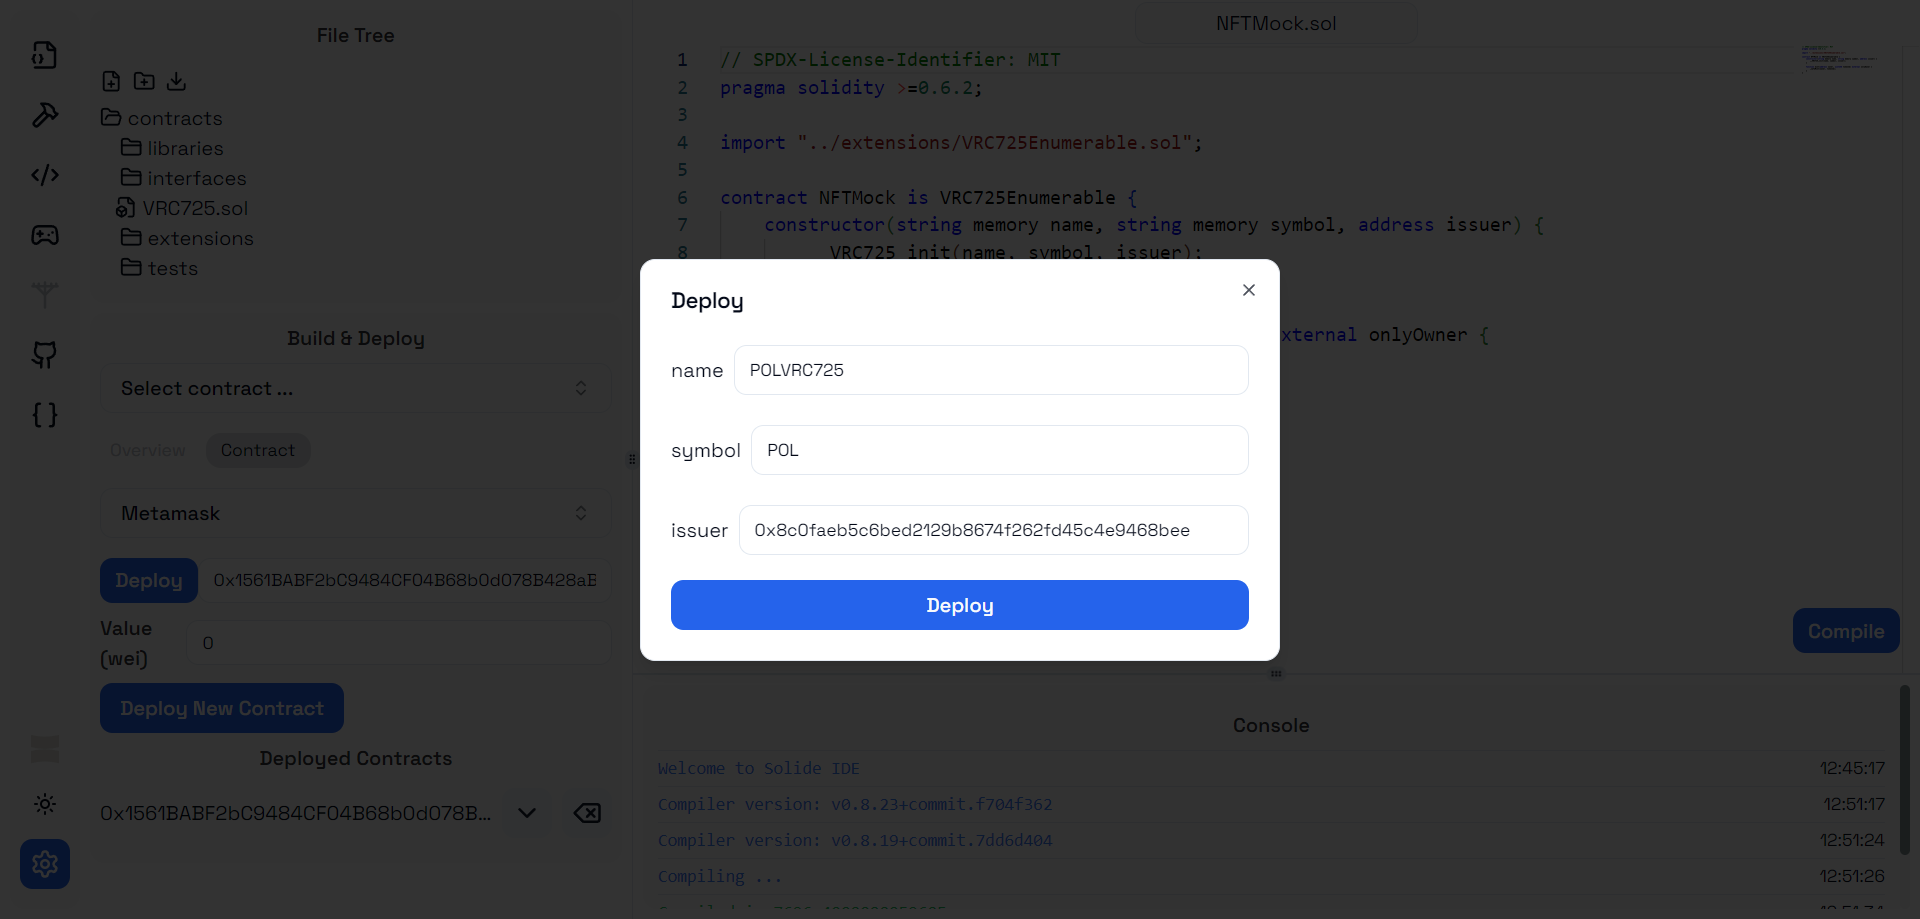 File Tree
contracts
libraries
interfaces
VRC725.sol
extensions
tests
Build & Deploy
Select contract ...
Overview Contract
Metamask
Deploy 0x1561BABF2bC9484CF04B68b0d078B428aB
Value
(wei)
0
Deploy New Contract
Deployed Contracts
0x1561BABF2bC9484CF04B68b0d078B...
NFTMock.sol
1 // SPDX-License-Identifier: MIT
2 pragma solidity >=0.6.2;
3
4 import "../extensions/VRC725Enumerable.sol";
5
6 contract NFTMock is VRC725Enumerable {
7 constructor(string memory name, string memory symbol, address issuer) {
8 VRC725_init(name, symbol, issuer);
xternal onlyOwner {
Deploy
name POLVRC725
symbol POL
issuer 0x8c0faeb5c6bed2129b8674f262fd45c4e9468bee
Deploy
Compile
Console
Welcome to Solide IDE 12:45:17
Compiler version: v0.8.23+commit.f704f362 12:51:17
Compiler version: v0.8.19+commit.7dd6d404 12:51:24
Compiling ... 12:51:26